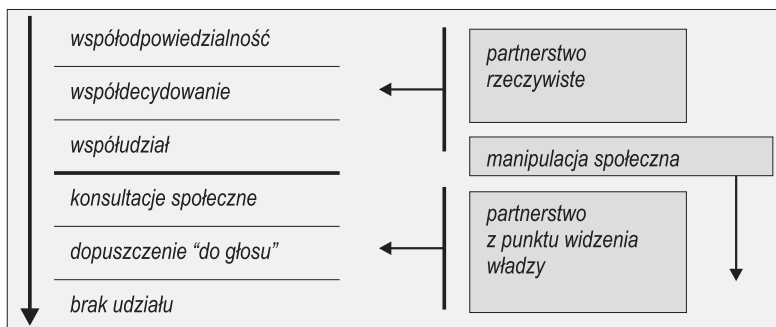 współodpowiedzialność
współdecydowanie
współudział
konsultacje społeczne
dopuszczenie “do głosu”
brak udziału
partnerstwo
rzeczywiste
manipulacja społeczna
partnerstwo
z punktu widzenia
władzy